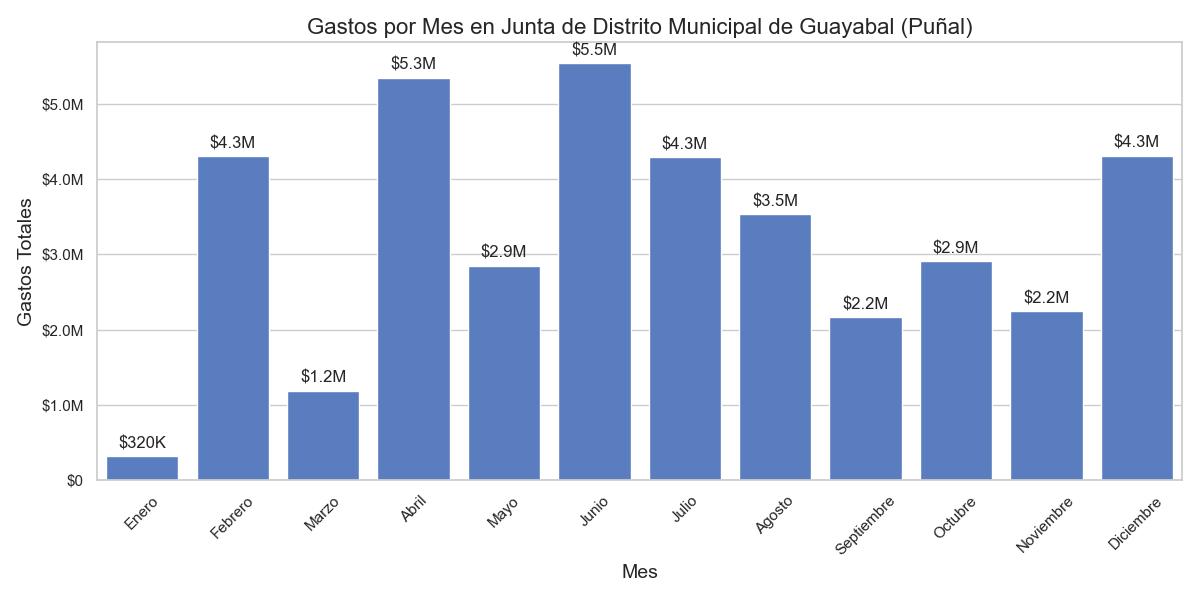 Gastos por Mes en Junta de Distrito Municipal de Guayabal (Puñal)
Gastos Totales
$5.0M
$4.0M
$3.0M
$2.0M
$1.0M
$0
$320K
$4.3M
$1.2M
$5.3M
$2.9M
$5.5M
$4.3M
$3.5M
$2.2M
$2.9M
$2.2M
$4.3M
Enero
Febrero
Marzo
Abril
Mayo
Junio
Julio
Agosto
Septiembre
Octubre
Noviembre
Diciembre
Mes